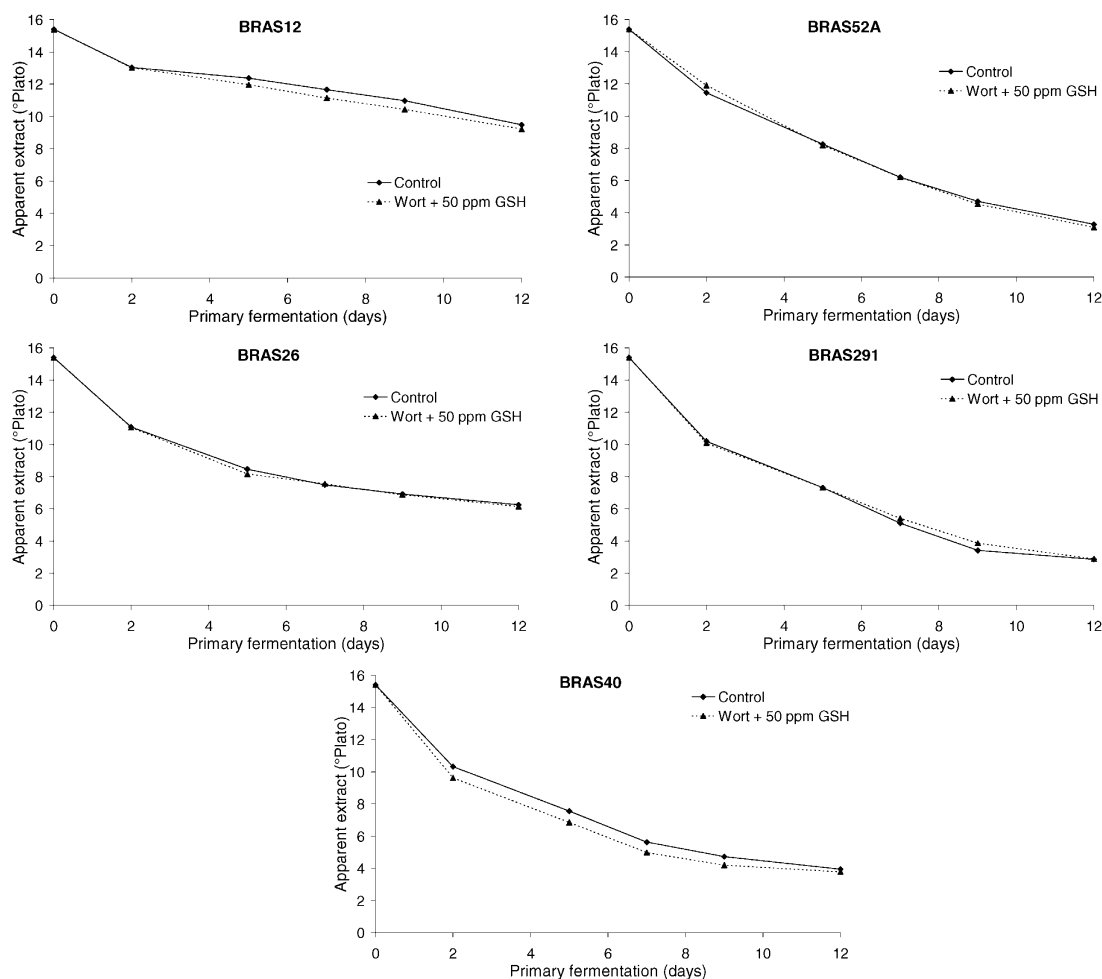 BRAS12
Apparent extract (°Plato)
16
14
12
10
8
6
4
2
0
Control
Wort + 50 ppm GSH
0 2 4 6 8 10 12
Primary fermentation (days)
BRAS52A
Apparent extract (°Plato)
16
14
12
10
8
6
4
2
0
Control
Wort + 50 ppm GSH
0 2 4 6 8 10 12
Primary fermentation (days)
BRAS26
Apparent extract (°Plato)
16
14
12
10
8
6
4
2
0
Control
Wort + 50 ppm GSH
0 2 4 6 8 10 12
Primary fermentation (days)
BRAS291
Apparent extract (°Plato)
16
14
12
10
8
6
4
2
0
Control
Wort + 50 ppm GSH
0 2 4 6 8 10 12
Primary fermentation (days)
BRAS40
Apparent extract (°Plato)
16
14
12
10
8
6
4
2
0
Control
Wort + 50 ppm GSH
0 2 4 6 8 10 12
Primary fermentation (days)